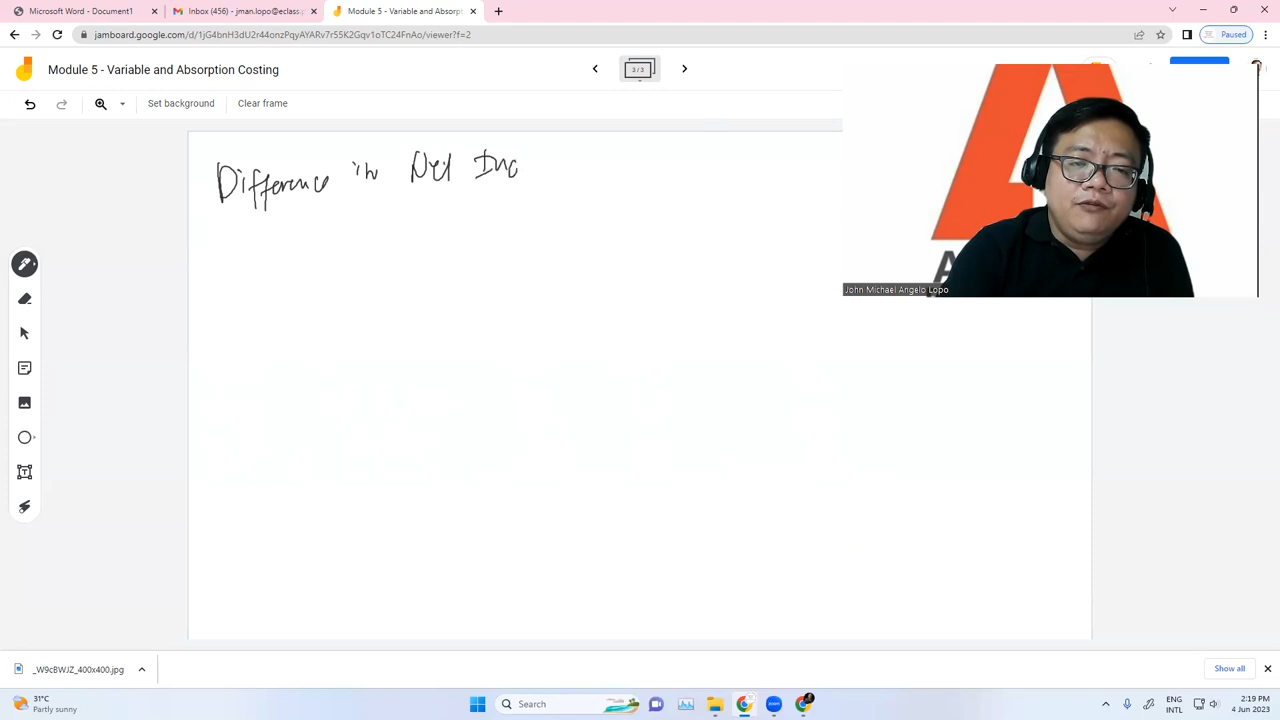 Microsoft Word - Document1
Inbox (456) - jman.lopo@eclass.p
Module 5 - Variable and Absorpt
jamboard.google.com/d/1jG4bnH3dU2r44onzPqyAYARv7r55K2Gqv1oTC24FnAo/viewer?f=2
Paused
Module 5 - Variable and Absorption Costing
3 / 3
Set background
Clear frame
Difference in Net Inc
A
John Michael Angelo Lopo
_W9cBWJZ_400x400.jpg
Show all
31°C
Partly sunny
Search
zoom
ENG
INTL
2:19 PM
4 Jun 2023